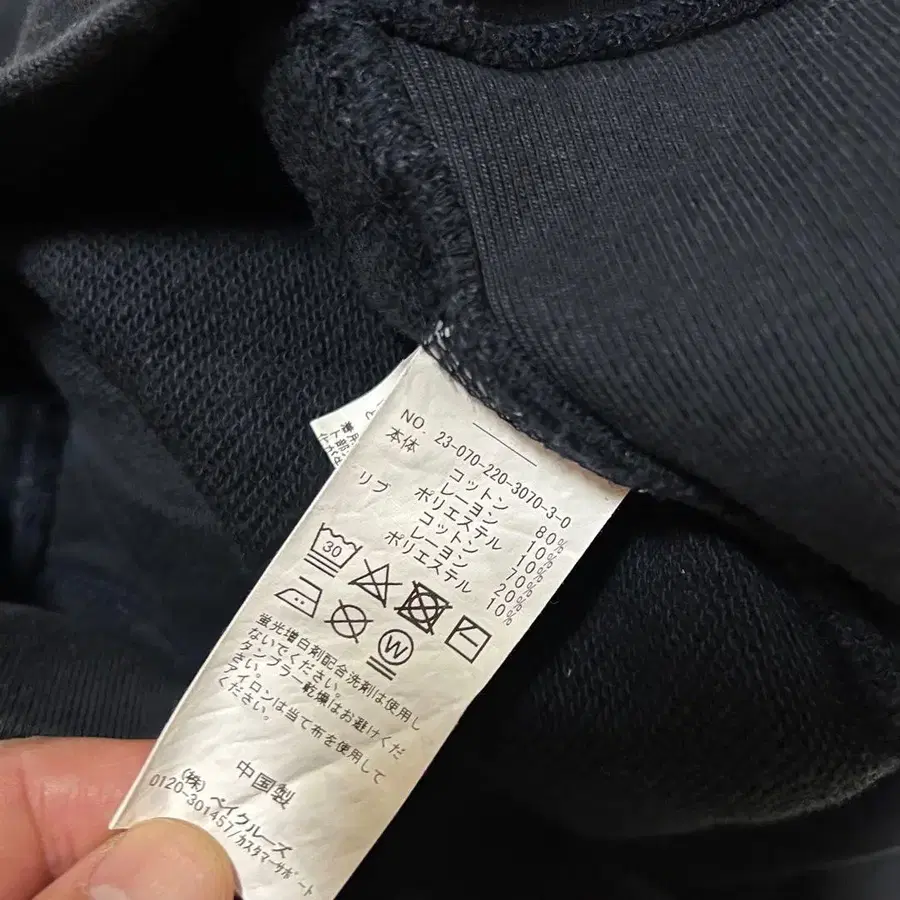 NO. 23-070-220-3070-3-0
本体 コットン 80%
レーヨン 10%
ポリエステル 10%
リブ コットン 70%
レーヨン 20%
ポリエステル 10%
30
W
蛍光増白剤配合洗剤は使用し
ないでください。
タンブラー乾燥はお避けくだ
さい。
アイロンは当て布を使用して
ください。
中国製
(株) ベイクルーズ
0120-301457/カスタマーサポート